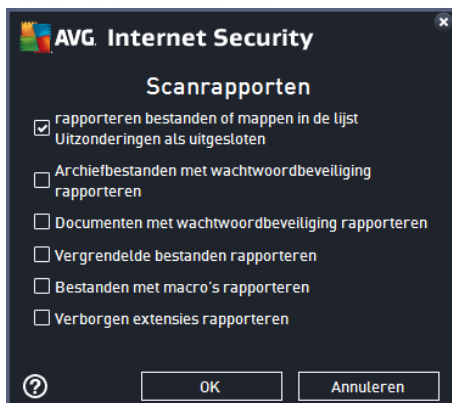 AVG. Internet Security
Scanrapporten
rapporteren bestanden of mappen in de lijst
Uitzonderingen als uitgesloten
Archiefbestanden met wachtwoordbeveiliging
rapporteren
Documenten met wachtwoordbeveiliging rapporteren
Vergrendelde bestanden rapporteren
Bestanden met macro's rapporteren
Verborgen extensies rapporteren
? OK Annuleren